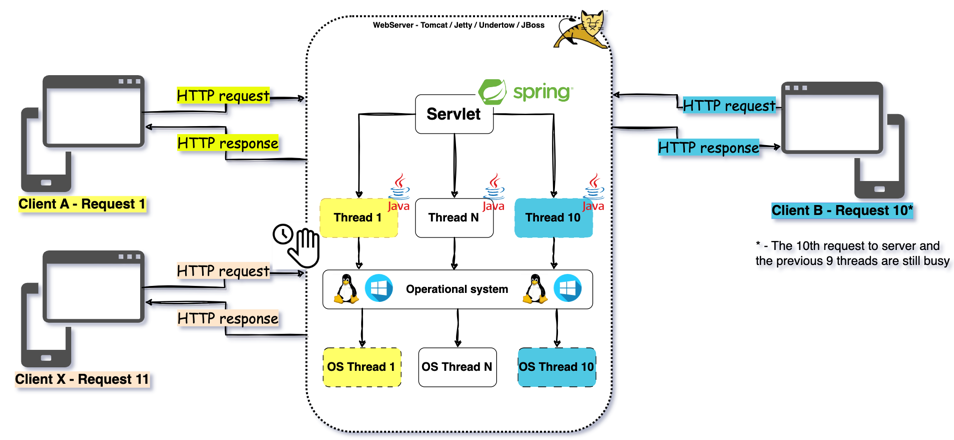 WebServer - Tomcat / Jetty / Undertow / JBoss
spring
Servlet
HTTP request
HTTP response
Client A - Request 1
HTTP request
HTTP response
Client B - Request 10*
* - The 10th request to server and
the previous 9 threads are still busy
Java
Java
Java
Thread 1
Thread N
Thread 10
HTTP request
HTTP response
Client X - Request 11
Operational system
OS Thread 1
OS Thread N
OS Thread 10